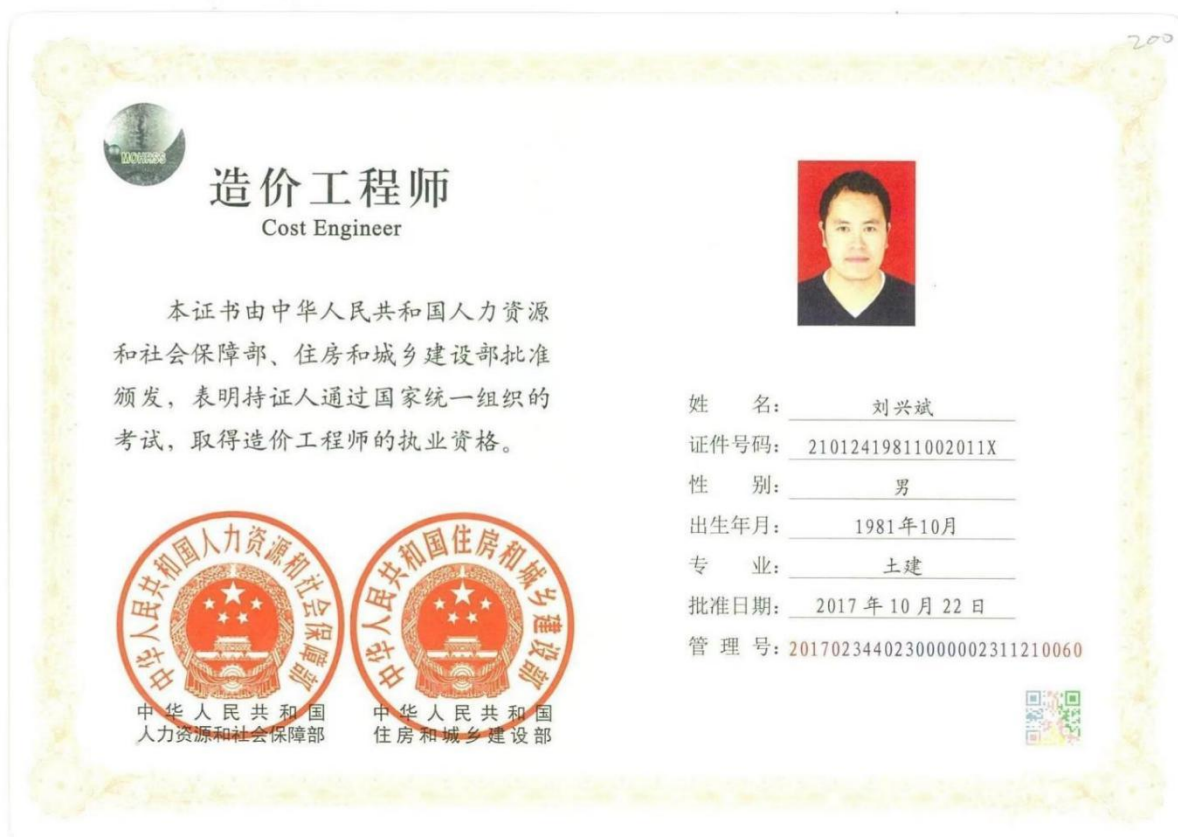 200
MOHRSS
造价工程师
Cost Engineer
本证书由中华人民共和国人力资源
和社会保障部、住房和城乡建设部批准
颁发，表明持证人通过国家统一组织的
考试，取得造价工程师的执业资格。
中华人民共和国人力资源和社会保障部
中华人民共和国
人力资源和社会保障部
中华人民共和国住房和城乡建设部
中华人民共和国
住房和城乡建设部
姓 名： 刘兴斌
证件号码： 21012419811002011X
性 别： 男
出生年月： 1981年10月
专 业： 土建
批准日期： 2017 年 10 月 22 日
管 理 号： 2017023440230000002311210060